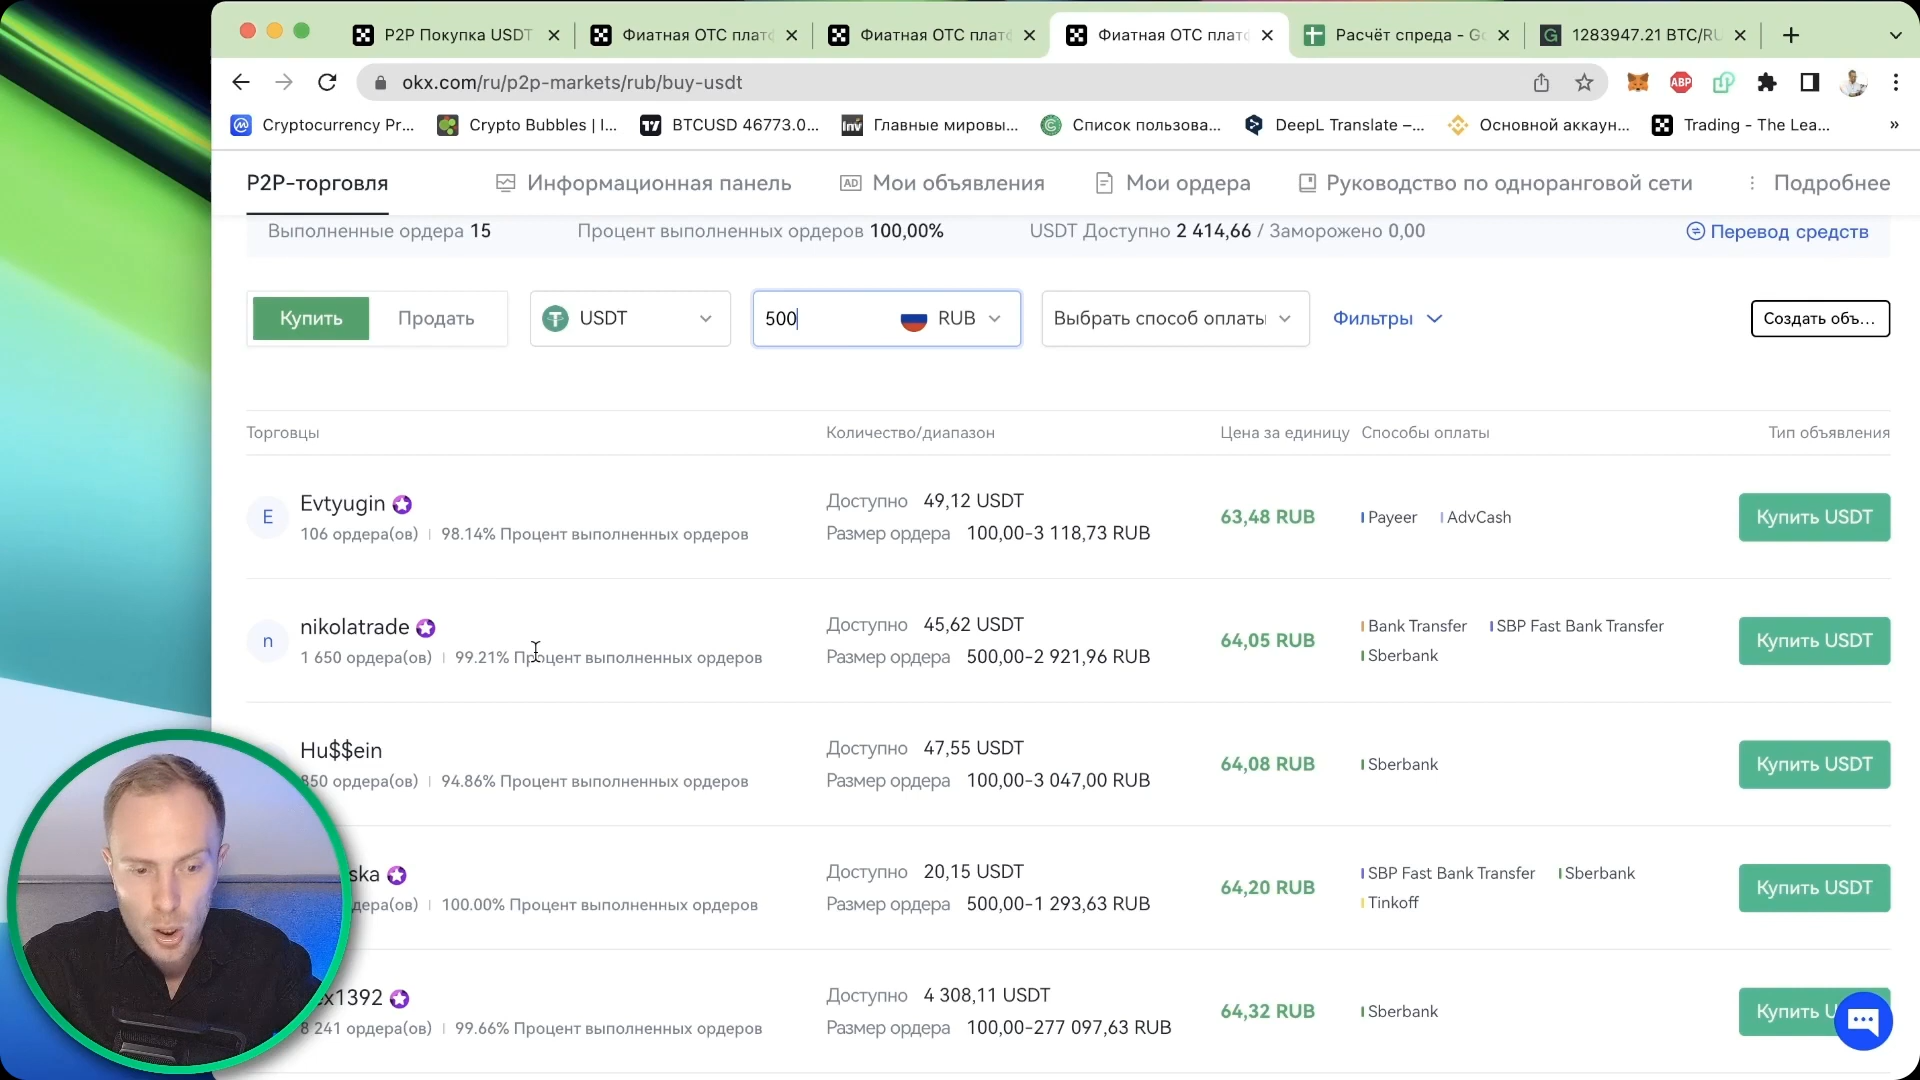 P2P Покупка USDT
Фиатная OTC плат
Фиатная OTC плат
Фиатная OTC плат
Расчёт спреда - Go
1283947.21 BTC/RU
okx.com/ru/p2p-markets/rub/buy-usdt
ABP
Cryptocurrency Pr...
Crypto Bubbles | I...
BTCUSD 46773.0...
Inv
Главные мировы...
Список пользова...
DeepL Translate –...
Основной аккаун...
Trading - The Lea...
»
P2P-торговля
Информационная панель
AD Мои объявления
Мои ордера
Руководство по одноранговой сети
Подробнее
Выполненные ордера 15
Процент выполненных ордеров 100,00%
USDT Доступно 2 414,66 / Заморожено 0,00
Перевод средств
Купить
Продать
USDT
500
RUB
Выбрать способ оплаты
Фильтры
Создать объ...
Торговцы
Количество/диапазон
Цена за единицу
Способы оплаты
Тип объявления
E
Evtyugin
106 ордера(ов) | 98.14% Процент выполненных ордеров
Доступно 49,12 USDT
Размер ордера 100,00-3 118,73 RUB
63,48 RUB
Payeer AdvCash
Купить USDT
n
nikolatrade
1 650 ордера(ов) | 99.21% Процент выполненных ордеров
Доступно 45,62 USDT
Размер ордера 500,00-2 921,96 RUB
64,05 RUB
Bank Transfer SBP Fast Bank Transfer
Sberbank
Купить USDT
Hu$$ein
850 ордера(ов) | 94.86% Процент выполненных ордеров
Доступно 47,55 USDT
Размер ордера 100,00-3 047,00 RUB
64,08 RUB
Sberbank
Купить USDT
ska
дера(ов) | 100.00% Процент выполненных ордеров
Доступно 20,15 USDT
Размер ордера 500,00-1 293,63 RUB
64,20 RUB
SBP Fast Bank Transfer Sberbank
Tinkoff
Купить USDT
ex1392
8 241 ордера(ов) | 99.66% Процент выполненных ордеров
Доступно 4 308,11 USDT
Размер ордера 100,00-277 097,63 RUB
64,32 RUB
Sberbank
Купить U